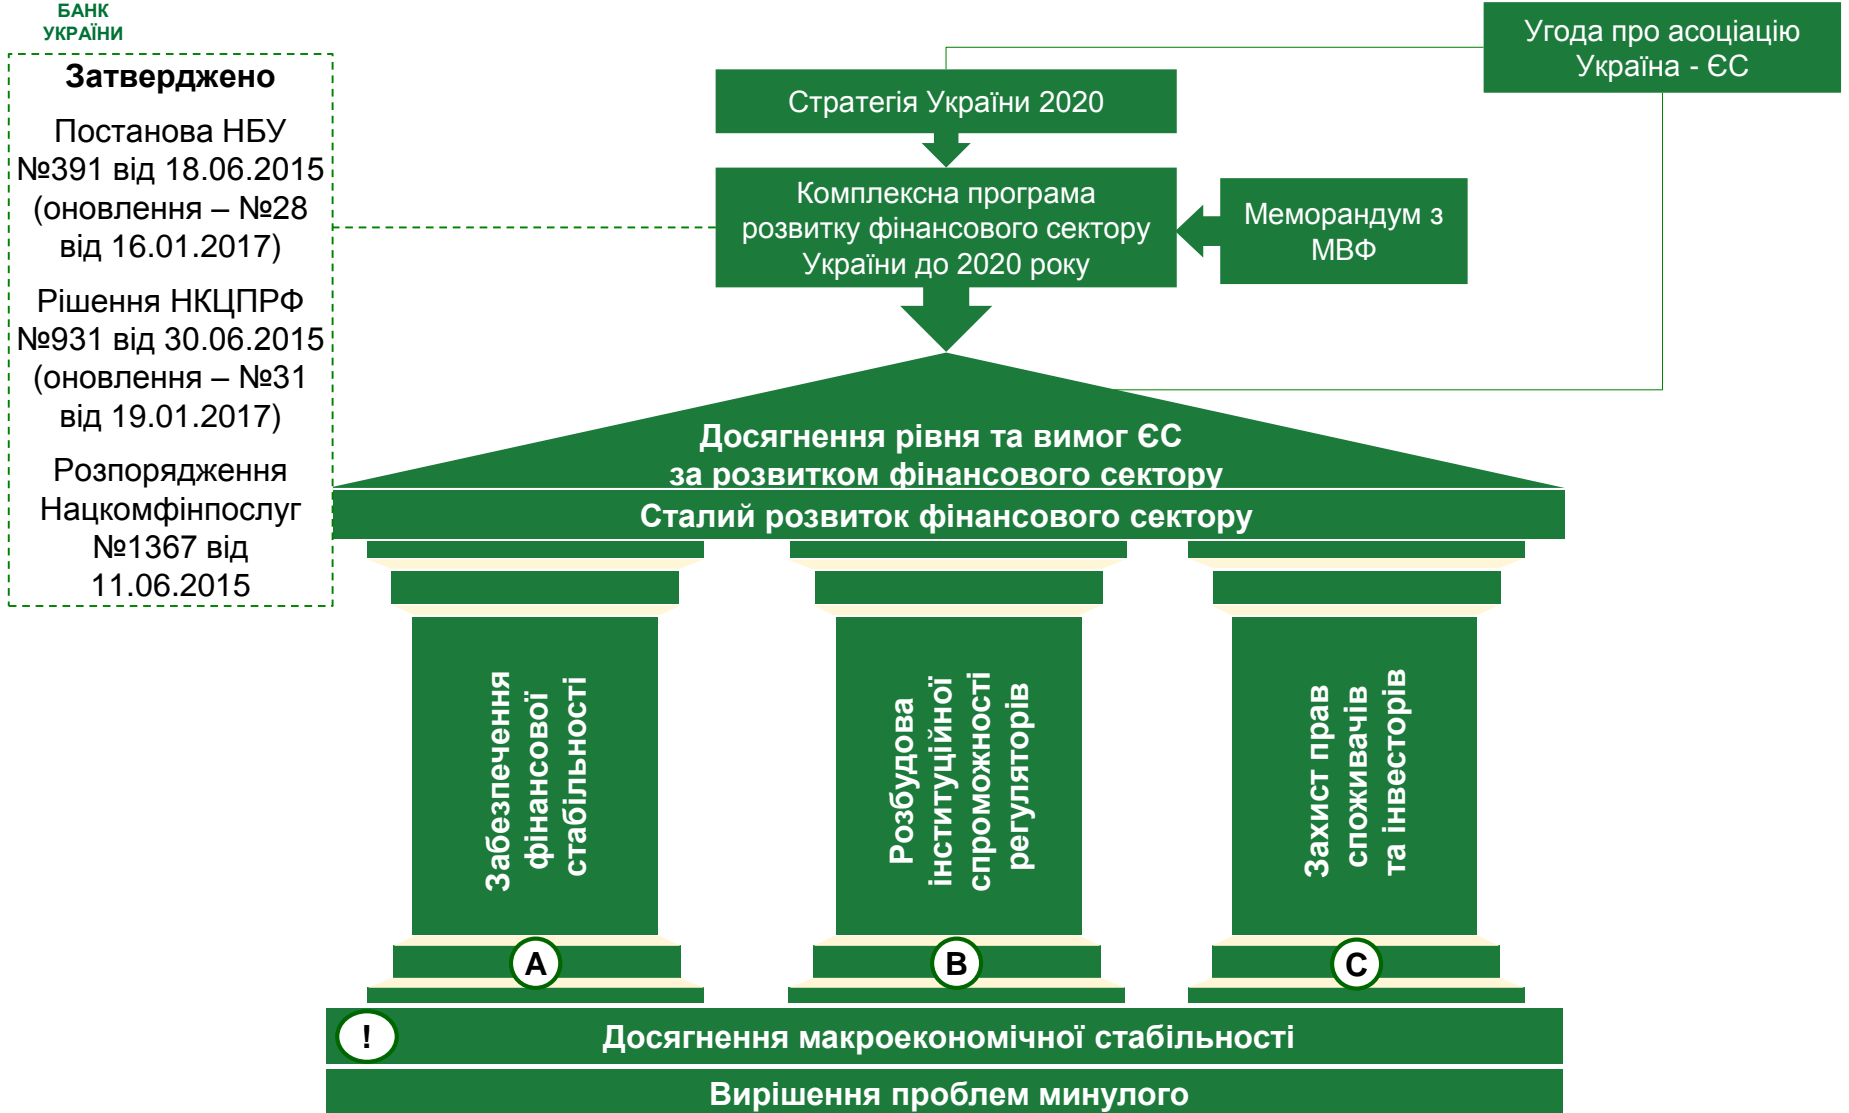 БАНК
УКРАЇНИ
Затверджено
Постанова НБУ
№391 від 18.06.2015
(оновлення – №28
від 16.01.2017)
Рішення НКЦПРФ
№931 від 30.06.2015
(оновлення – №31
від 19.01.2017)
Розпорядження
Нацкомфінпослуг
№1367 від
11.06.2015
Угода про асоціацію
Україна - ЄС
Стратегія України 2020
Комплексна програма
розвитку фінансового сектору
України до 2020 року
Меморандум з
МВФ
Досягнення рівня та вимог ЄС
за розвитком фінансового сектору
Сталий розвиток фінансового сектору
Забезпечення
фінансової
стабільності
Розбудова
інституційної
спроможності
регуляторів
Захист прав
споживачів
та інвесторів
A
B
C
!
Досягнення макроекономічної стабільності
Вирішення проблем минулого